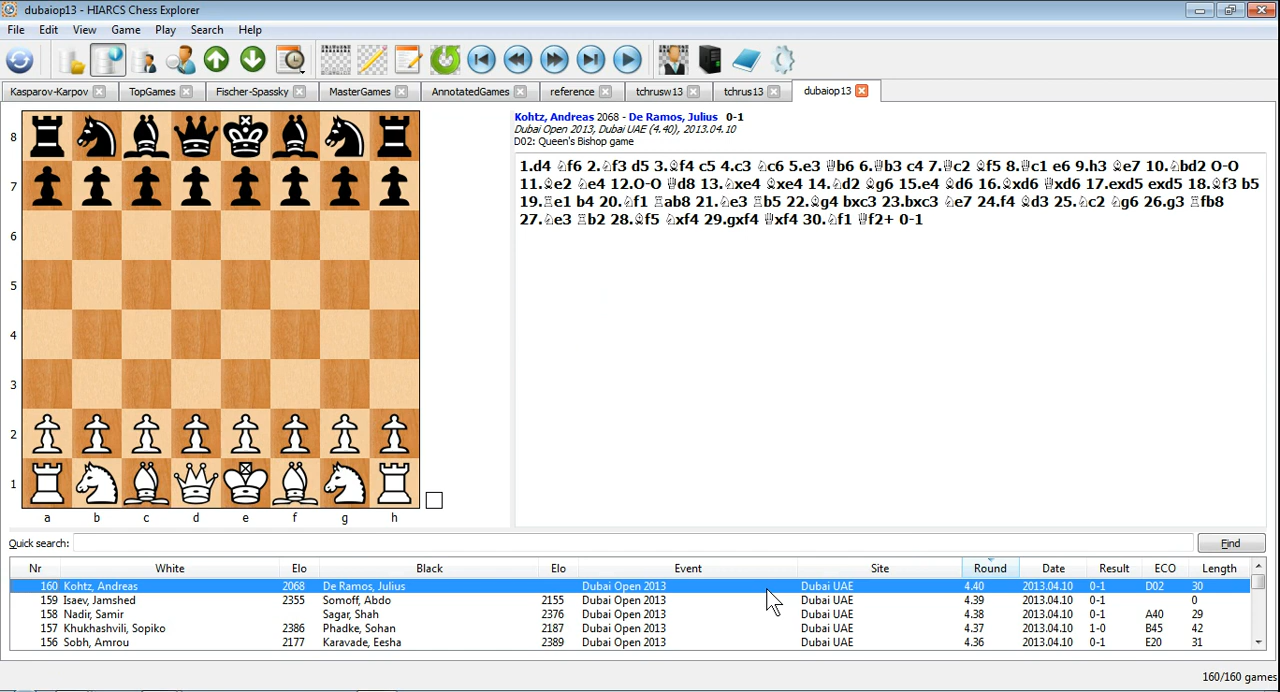 dubaiop13 - HIARCS Chess Explorer
File Edit View Game Play Search Help
Kasparov-Karpov TopGames Fischer-Spassky MasterGames AnnotatedGames reference tchrusw13 tchrus13 dubaiop13
Kohtz, Andreas 2068 - De Ramos, Julius 0-1
Dubai Open 2013, Dubai UAE (4.40), 2013.04.10
D02: Queen's Bishop game
1.d4 ♘f6 2.♘f3 d5 3.♗f4 c5 4.c3 ♘c6 5.e3 ♕b6 6.♕b3 c4 7.♕c2 ♗f5 8.♕c1 e6 9.h3 ♗e7 10.♘bd2 O-O
11.♗e2 ♘e4 12.O-O ♕d8 13.♘xe4 ♗xe4 14.♘d2 ♗g6 15.e4 ♗d6 16.♗xd6 ♕xd6 17.exd5 exd5 18.♗f3 b5
19.♖e1 b4 20.♘f1 ♖ab8 21.♘e3 ♖b5 22.♗g4 bxc3 23.bxc3 ♘e7 24.f4 ♗d3 25.♘c2 ♘g6 26.g3 ♖fb8
27.♘e3 ♖b2 28.♗f5 ♘xf4 29.gxf4 ♕xf4 30.♘f1 ♕f2+ 0-1
8
7
6
5
4
3
2
1
a b c d e f g h
Quick search: Find
Nr White Elo Black Elo Event Site Round Date Result ECO Length
160 Kohtz, Andreas 2068 De Ramos, Julius Dubai Open 2013 Dubai UAE 4.40 2013.04.10 0-1 D02 30
159 Isaev, Jamshed 2355 Somoff, Abdo 2155 Dubai Open 2013 Dubai UAE 4.39 2013.04.10 0-1 0
158 Nadir, Samir 2065 Sagar, Shah 2376 Dubai Open 2013 Dubai UAE 4.38 2013.04.10 0-1 A40 29
157 Khukhashvili, Sopiko 2386 Phadke, Sohan 2187 Dubai Open 2013 Dubai UAE 4.37 2013.04.10 1-0 B45 42
156 Sobh, Amrou 2177 Karavade, Eesha 2389 Dubai Open 2013 Dubai UAE 4.36 2013.04.10 0-1 E20 31
160/160 games